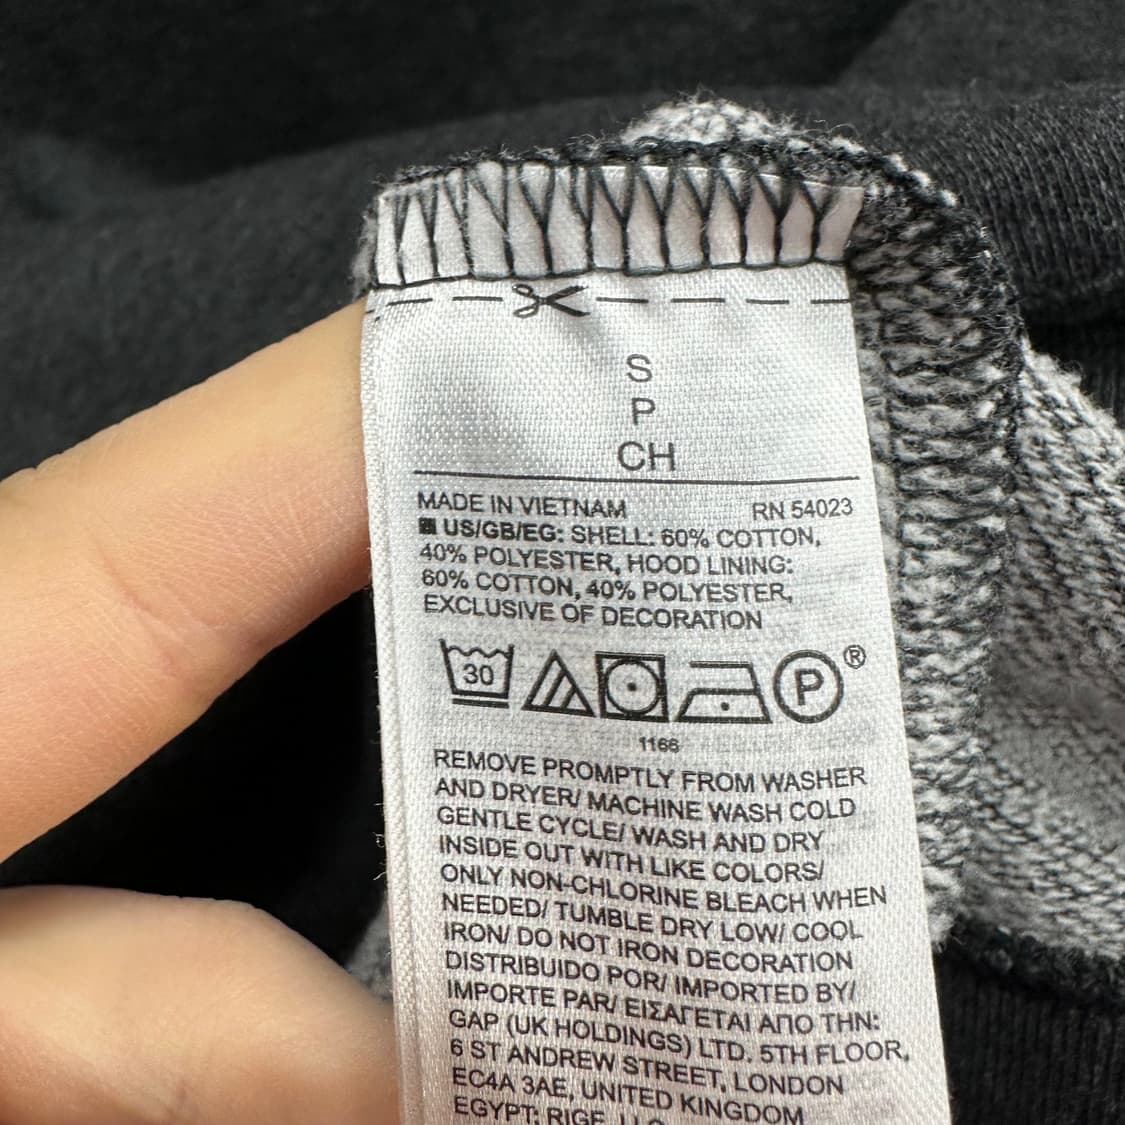 S
P
CH
MADE IN VIETNAM RN 54023
US/GB/EG: SHELL: 60% COTTON,
40% POLYESTER, HOOD LINING:
60% COTTON, 40% POLYESTER,
EXCLUSIVE OF DECORATION
30 P ®
1166
REMOVE PROMPTLY FROM WASHER
AND DRYER/ MACHINE WASH COLD
GENTLE CYCLE/ WASH AND DRY
INSIDE OUT WITH LIKE COLORS/
ONLY NON-CHLORINE BLEACH WHEN
NEEDED/ TUMBLE DRY LOW/ COOL
IRON/ DO NOT IRON DECORATION
DISTRIBUIDO POR/ IMPORTED BY/
IMPORTE PAR/ ΕΙΣΑΓΕΤΑΙ ΑΠΟ ΤΗΝ:
GAP (UK HOLDINGS) LTD. 5TH FLOOR,
6 ST ANDREW STREET, LONDON
EC4A 3AE, UNITED KINGDOM
EGYPT: